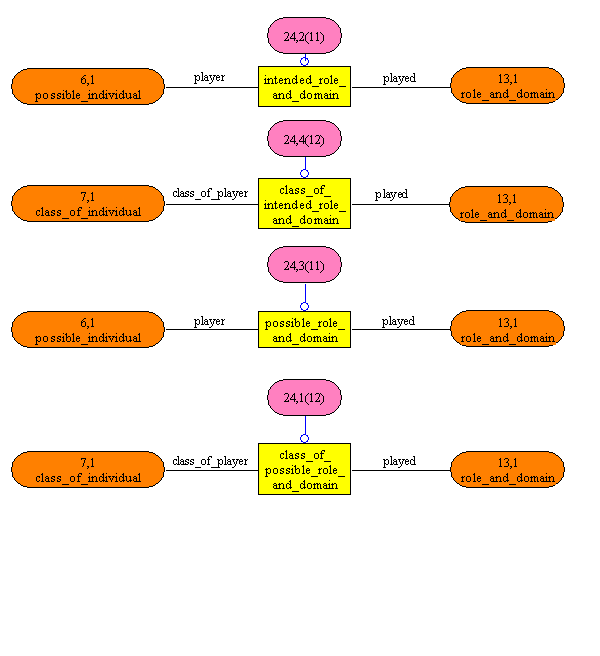 24,2(11)
6,1
possible_individual
player
intended_role_
and_domain
played
13,1
role_and_domain
24,4(12)
7,1
class_of_individual
class_of_player
class_of_
intended_role_
and_domain
played
13,1
role_and_domain
24,3(11)
6,1
possible_individual
player
possible_role_
and_domain
played
13,1
role_and_domain
24,1(12)
7,1
class_of_individual
class_of_player
class_of_
possible_role_
and_domain
played
13,1
role_and_domain